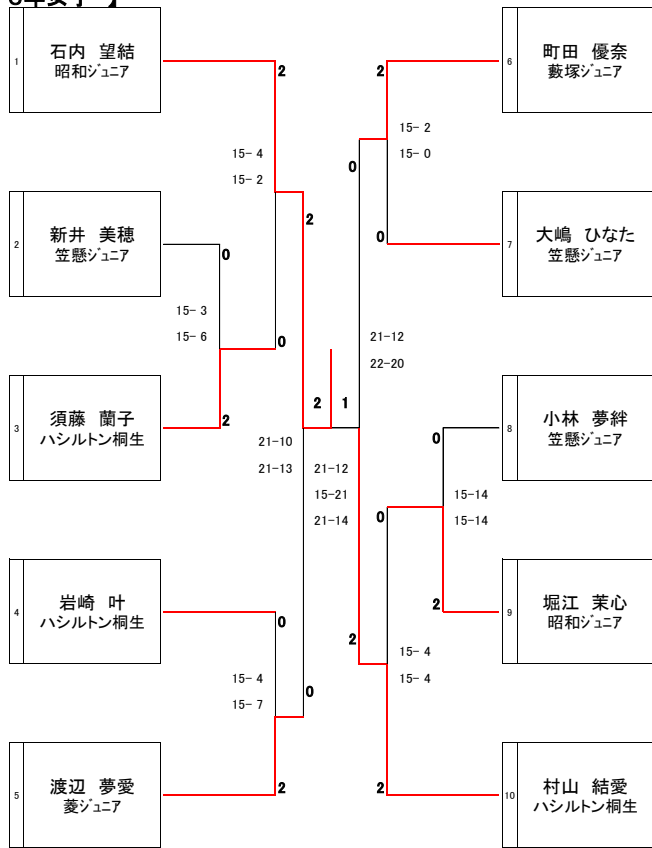 1
石内 望結
昭和ジュニア
2
新井 美穂
笠懸ジュニア
3
須藤 蘭子
ハシルトン桐生
4
岩崎 叶
ハシルトン桐生
5
渡辺 夢愛
菱ジュニア
2
15- 4
15- 2
0
15- 3
15- 6
0
2
2
21-10
21-13
0
15- 4
15- 7
0
2
2 1
21-12
15-21
21-14
2
15- 2
15- 0
0
0
21-12
22-20
0
15-14
15-14
0
2
2
15- 4
15- 4
2
6
町田 優奈
藪塚ジュニア
7
大嶋 ひなた
笠懸ジュニア
8
小林 夢絆
笠懸ジュニア
9
堀江 茉心
昭和ジュニア
10
村山 結愛
ハシルトン桐生